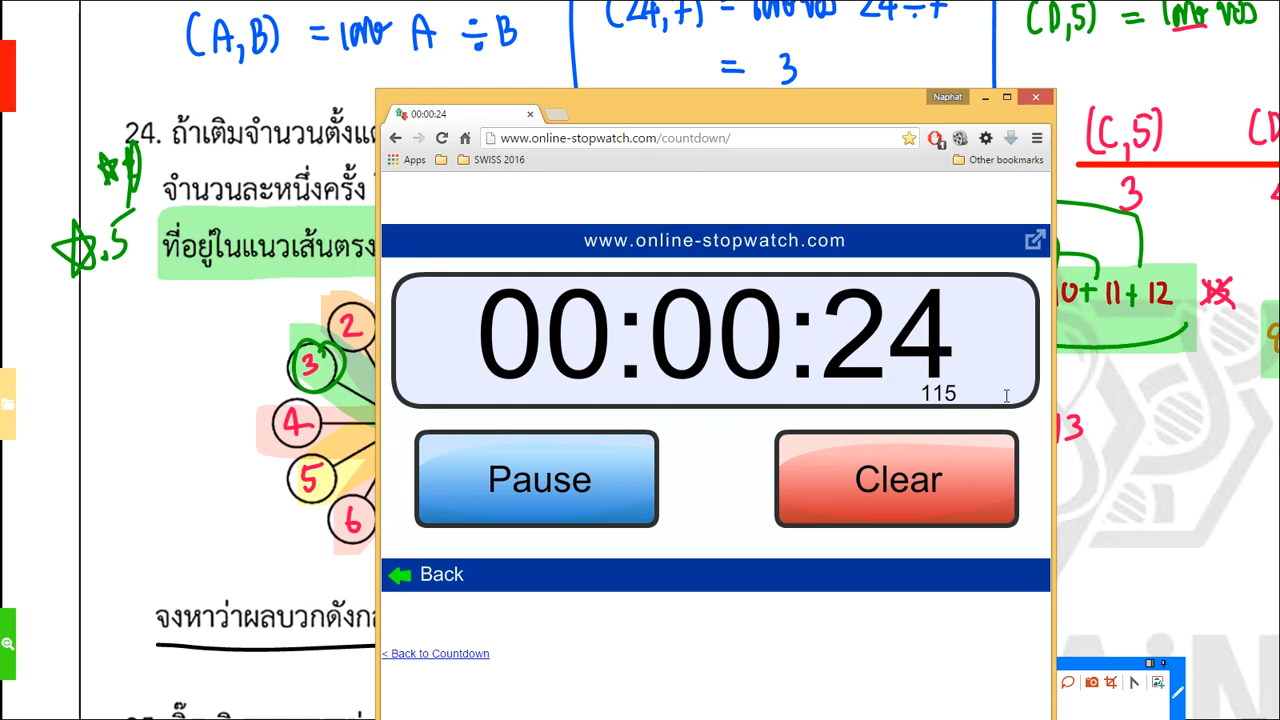 (A,B) = เศษ A ÷ B
(24,7) = เศษของ 24 ÷ 7
= 3
(D,5) = เศษ ของ
24. ถ้าเติมจำนวนตั้งแต่
จำนวนละหนึ่งครั้ง
ที่อยู่ในแนวเส้นตรง
2
3
4
5
6
(C,5)
3
10+ 11 + 12
13
จงหาว่าผลบวกดังก
Naphat
00:00:24
www.online-stopwatch.com/countdown/
Apps
SWISS 2016
Other bookmarks
www.online-stopwatch.com
00:00:24
115
Pause
Clear
Back
< Back to Countdown